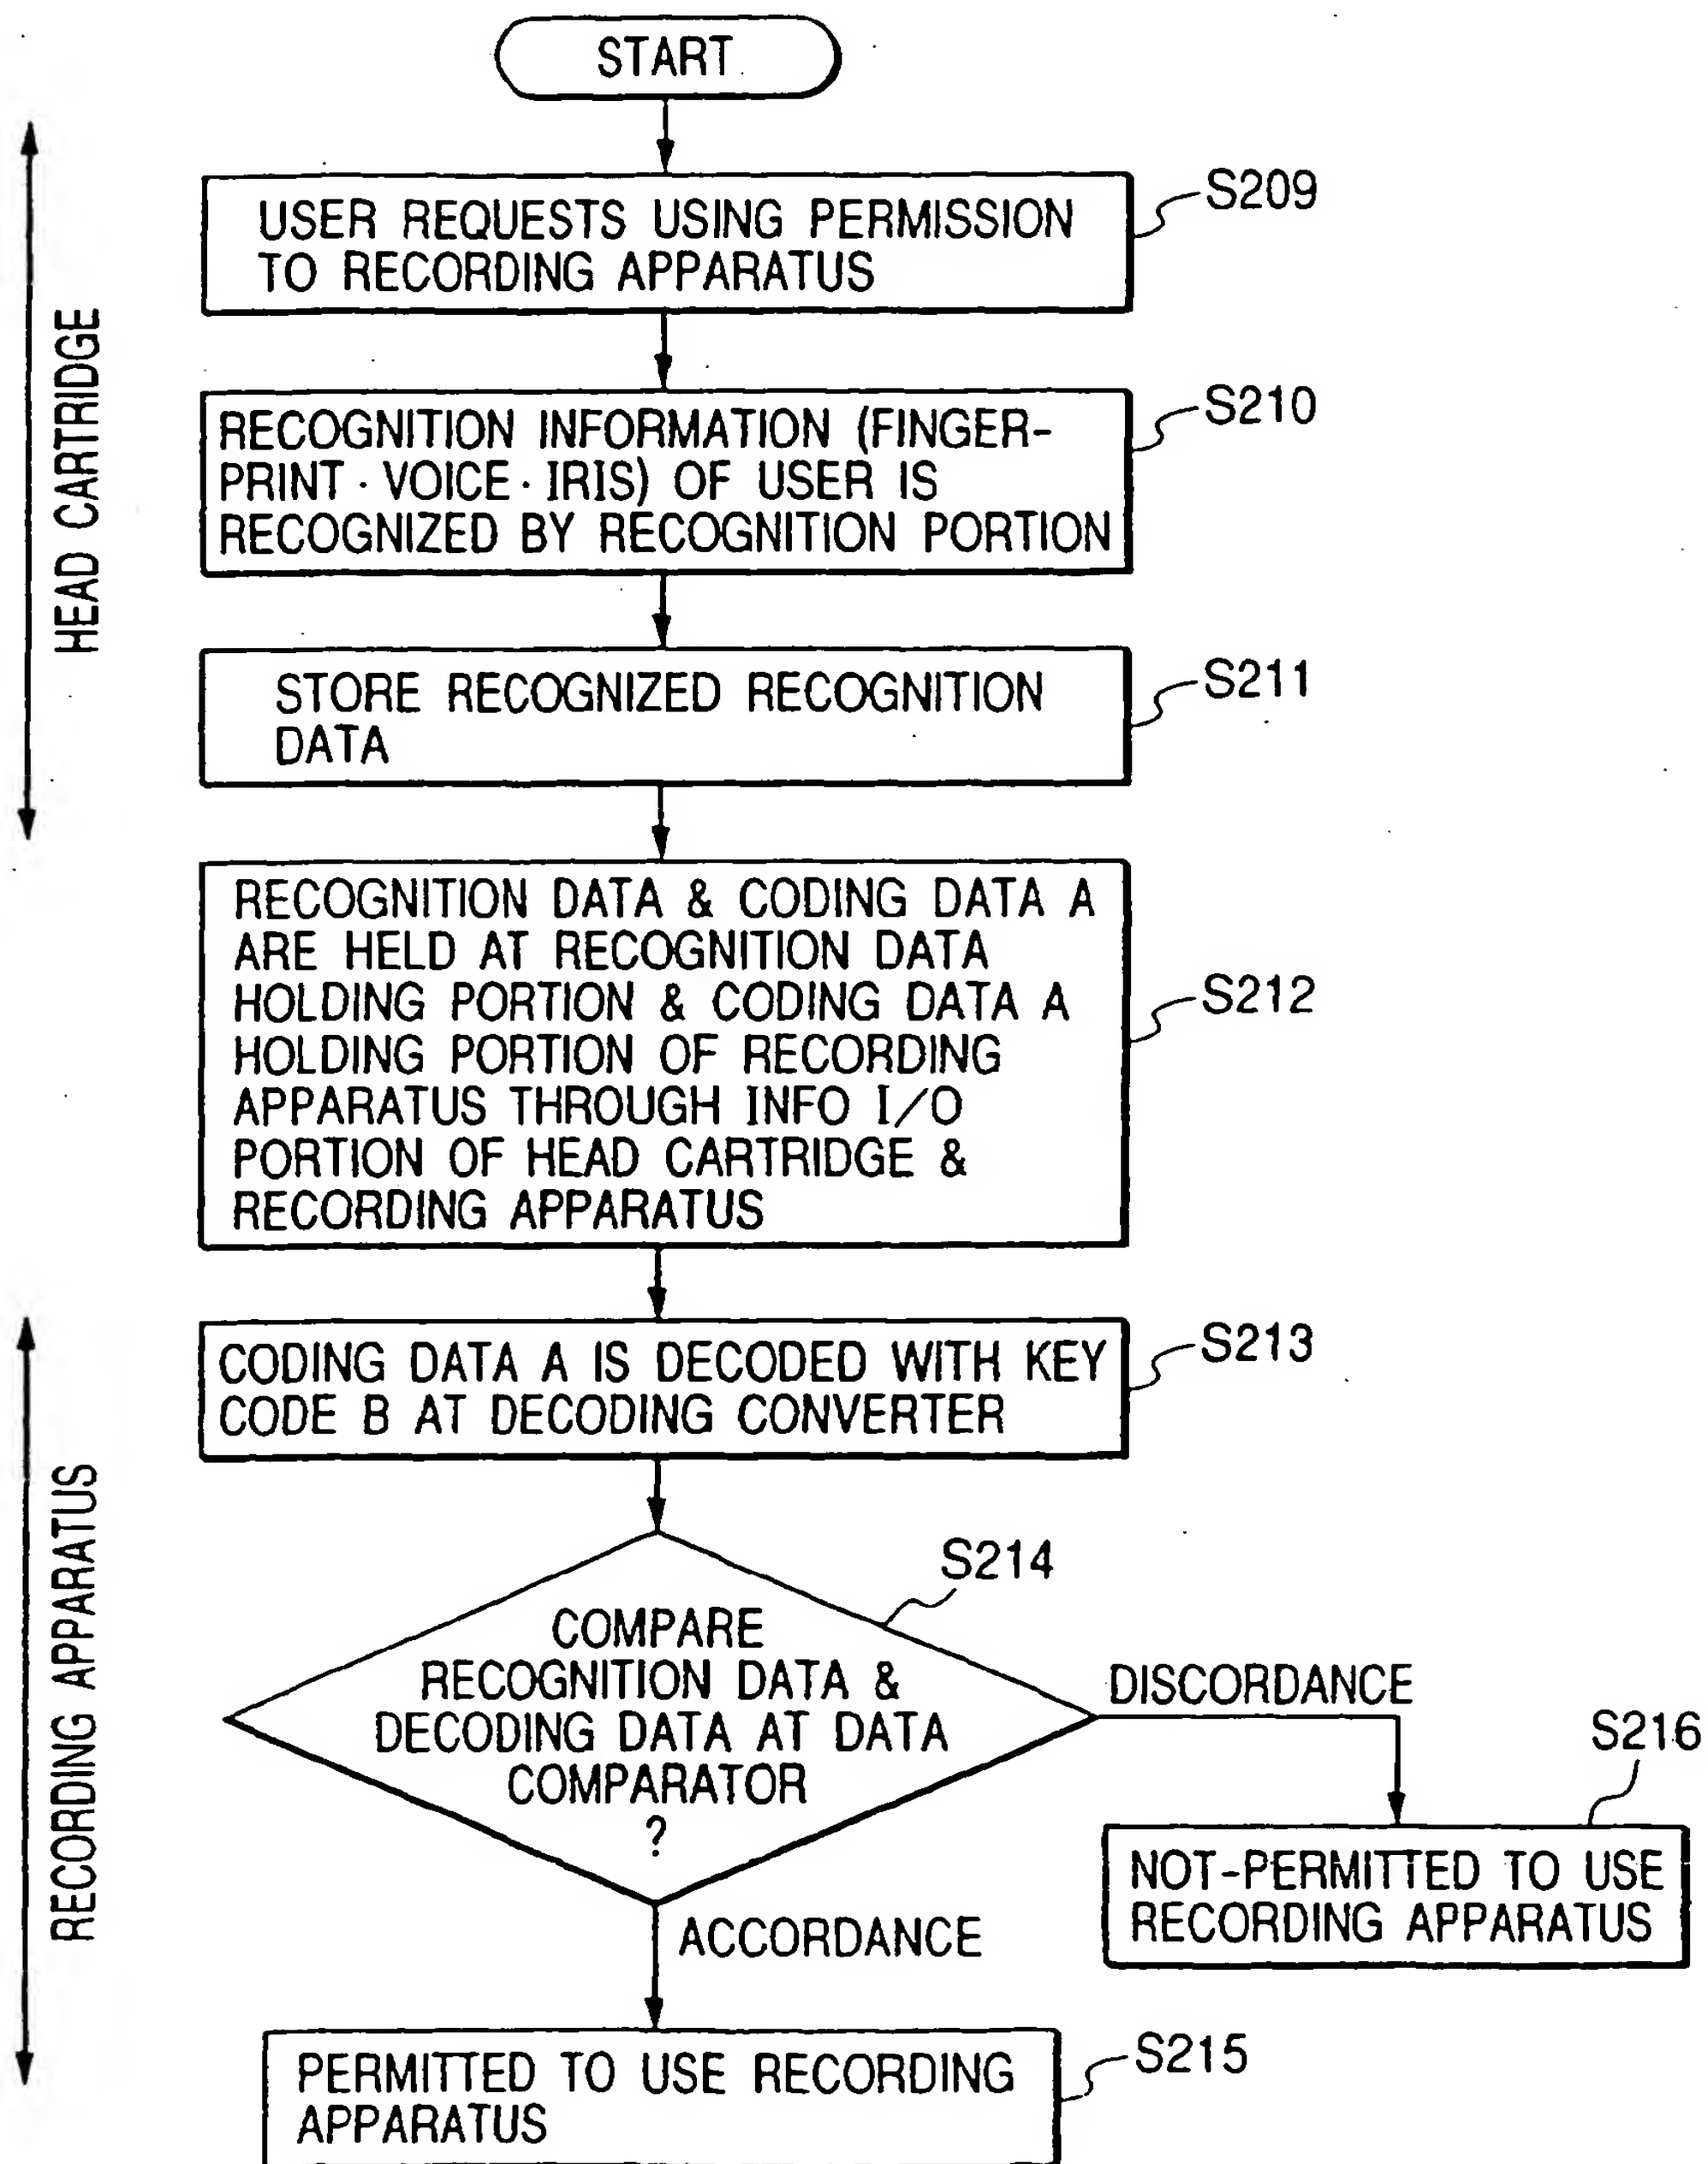 START
S209
USER REQUESTS USING PERMISSION
TO RECORDING APPARATUS
S210
RECOGNITION INFORMATION (FINGER-
PRINT · VOICE · IRIS) OF USER IS
RECOGNIZED BY RECOGNITION PORTION
HEAD CARTRIDGE
S211
STORE RECOGNIZED RECOGNITION
DATA
RECOGNITION DATA & CODING DATA A
ARE HELD AT RECOGNITION DATA
HOLDING PORTION & CODING DATA A
S212
HOLDING PORTION OF RECORDING
APPARATUS THROUGH INFO I/O
PORTION OF HEAD CARTRIDGE &
RECORDING APPARATUS
S213
CODING DATA A IS DECODED WITH KEY
CODE B AT DECODING CONVERTER
RECORDING APPARATUS
S214
COMPARE
RECOGNITION DATA &
DECODING DATA AT DATA
COMPARATOR
?
DISCORDANCE
S216
NOT-PERMITTED TO USE
RECORDING APPARATUS
ACCORDANCE
S215
PERMITTED TO USE RECORDING
APPARATUS